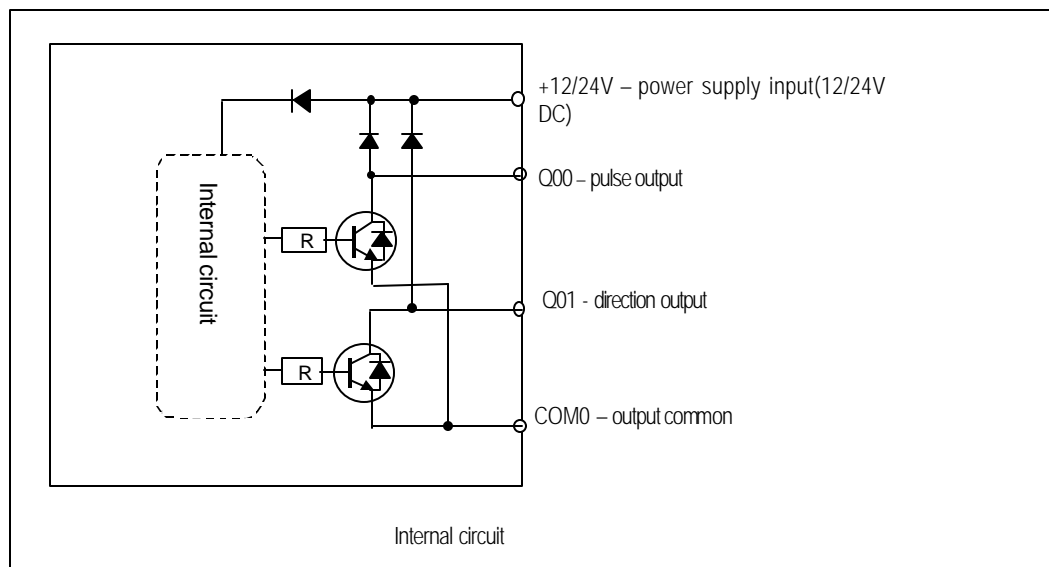 +12/24V – power supply input(12/24V
DC)
Q00 – pulse output
Internal circuit
R
Q01 - direction output
R
COM0 – output common
Internal circuit